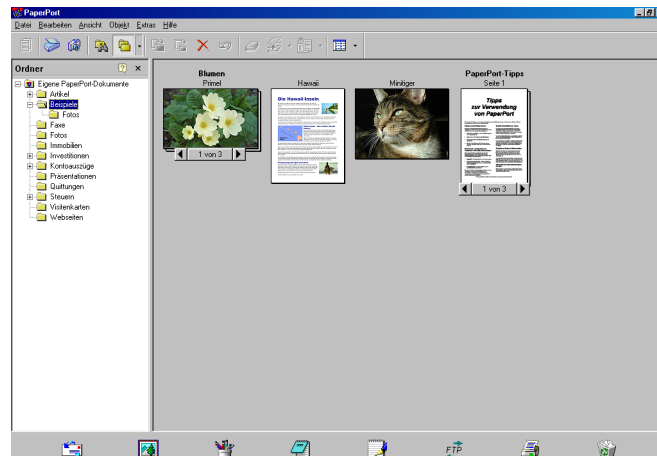 PaperPort
Datei Bearbeiten Ansicht Objekt Extras Hilfe
Ordner
Eigene PaperPort-Dokumente
Artikel
Beispiele
Fotos
Faxe
Fotos
Immobilien
Investitionen
Kontoauszüge
Präsentationen
Quittungen
Steuern
Visitenkarten
Webseiten
Blumen
Primel
1 von 3
Hawaii
Die Hawaii-Inseln
Minitiger
PaperPort-Tipps
Seite 1
Tipps
zur Verwendung
von PaperPort
1 von 3
FTP